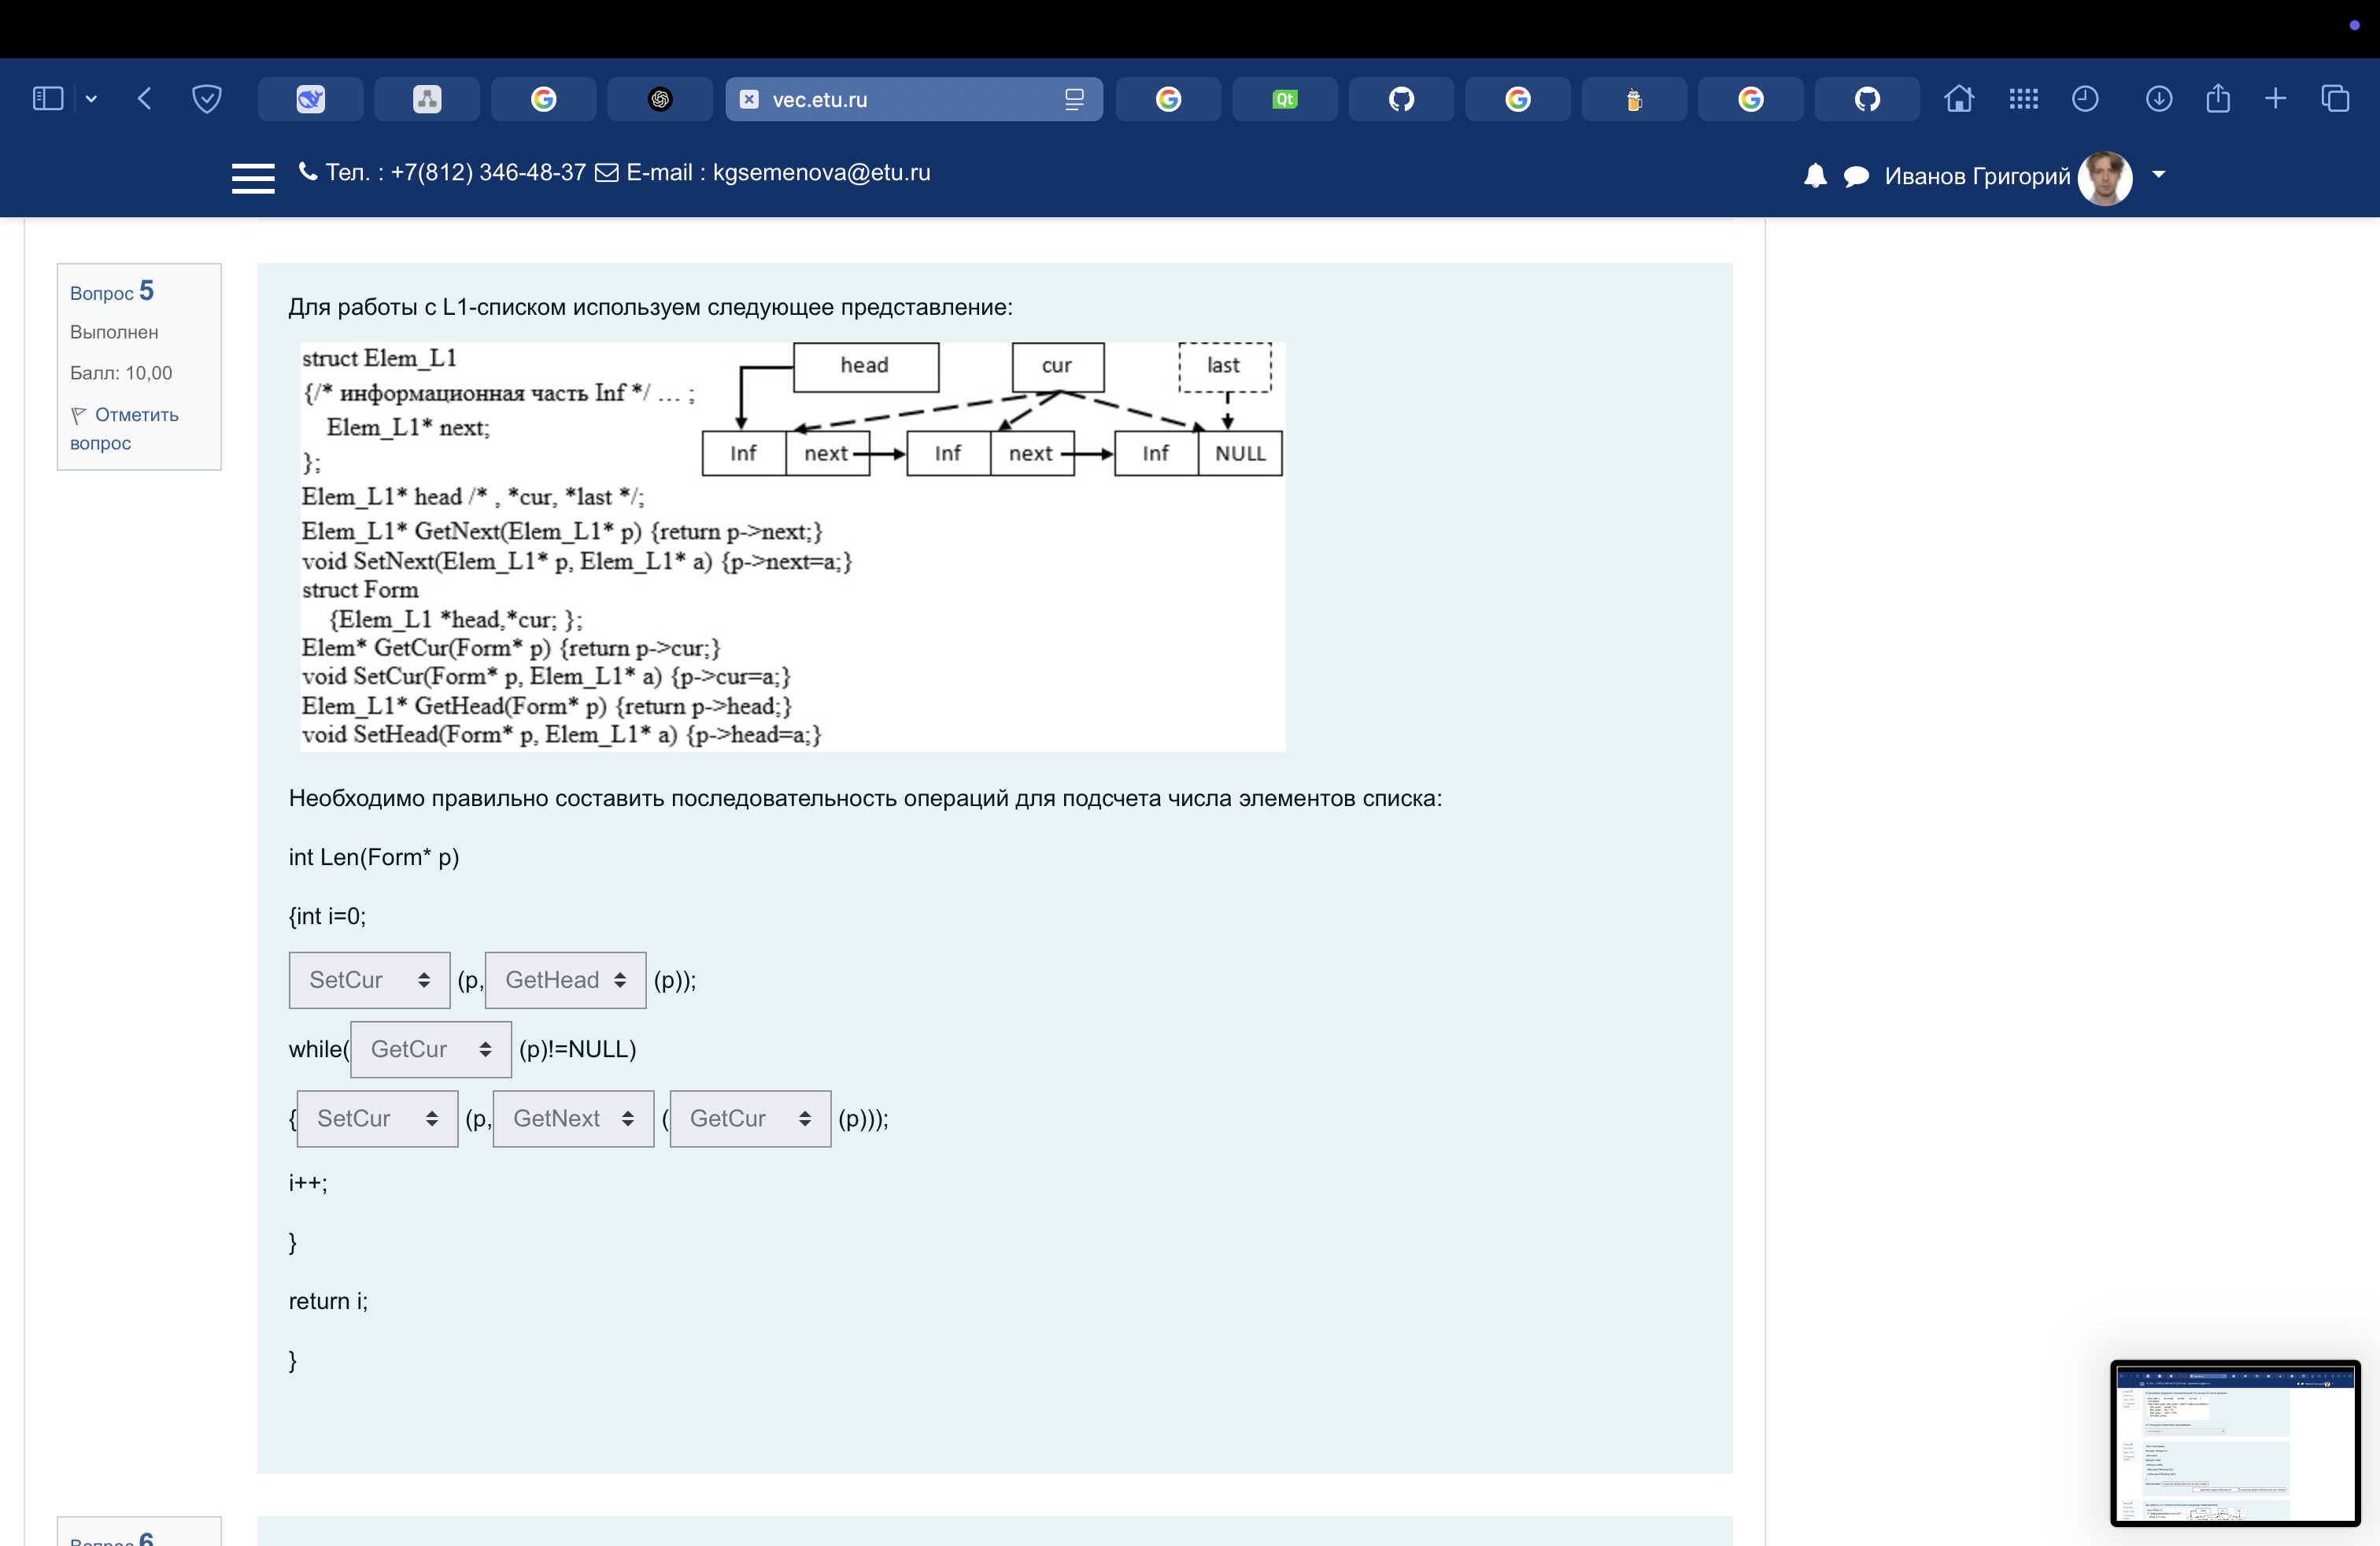 Qt
vec.etu.ru
Тел. : +7(812) 346-48-37 E-mail : kgsemenova@etu.ru
Иванов Григорий
Вопрос 5
Выполнен
Балл: 10,00
Отметить
вопрос
Для работы с L1-списком используем следующее представление:
struct Elem_L1
{/* информационная часть Inf */ ... ;
Elem_L1* next;
};
head
cur
last
Inf
next
Inf
next
Inf
NULL
Elem_L1* head /* , *cur, *last */;
Elem_L1* GetNext(Elem_L1* p) {return p->next;}
void SetNext(Elem_L1* p, Elem_L1* a) {p->next=a;}
struct Form
{Elem_L1 *head,*cur; };
Elem* GetCur(Form* p) {return p->cur;}
void SetCur(Form* p, Elem_L1* a) {p->cur=a;}
Elem_L1* GetHead(Form* p) {return p->head;}
void SetHead(Form* p, Elem_L1* a) {p->head=a;}
Необходимо правильно составить последовательность операций для подсчета числа элементов списка:
int Len(Form* p)
{int i=0;
SetCur (p, GetHead (p));
while( GetCur (p)!=NULL)
{ SetCur (p, GetNext ( GetCur (p)));
i++;
}
return i;
}
Вопрос 6